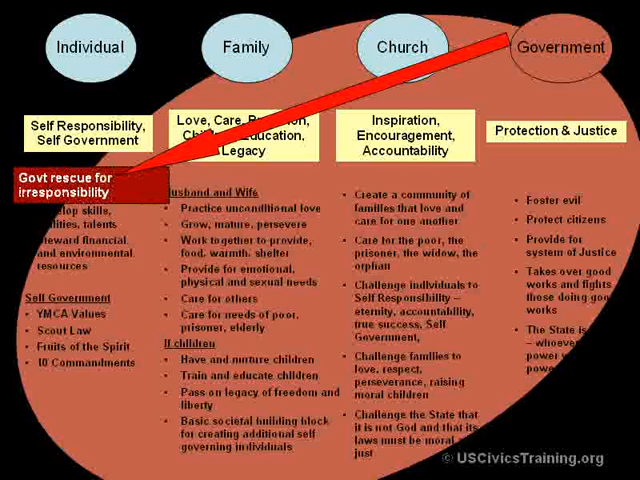 Individual
Family
Church
Government
Self Responsibility,
Self Government
Love, Care,
Education,
Legacy
Inspiration,
Encouragement,
Accountability
Protection & Justice
Govt rescue for
irresponsibility
skills,
talents
financial
and environmental
resources
Self Government
• YMCA Values
• Scout Law
• Fruits of the Spirit
• 10 Commandments
and Wife
• Practice unconditional love
• Grow, mature, persevere
• Work together to provide,
food, warmth, shelter
• Provide for emotional,
physical and sexual needs
• Care for others
• Care for needs of poor,
prisoner, elderly
If children
• Have and nurture children
• Train and educate children
• Pass on legacy of freedom and
liberty
• Basic societal building block
for creating additional self
governing individuals
• Create a community of
families that love and
care for one another
• Care for the poor, the
prisoner, the widow, the
orphan
• Challenge individuals to
Self Responsibility –
eternity, accountability,
true success, Self
Government,
• Challenge families to
love, respect,
perseverance, raising
moral children
• Challenge the State that
it is not God and that its
laws must be moral
just
• Foster evil
• Protect citizens
• Provide for
system of Justice
• Takes over good
works and fights
those doing good
works
• The State is
–
power
© USCivicsTraining.org